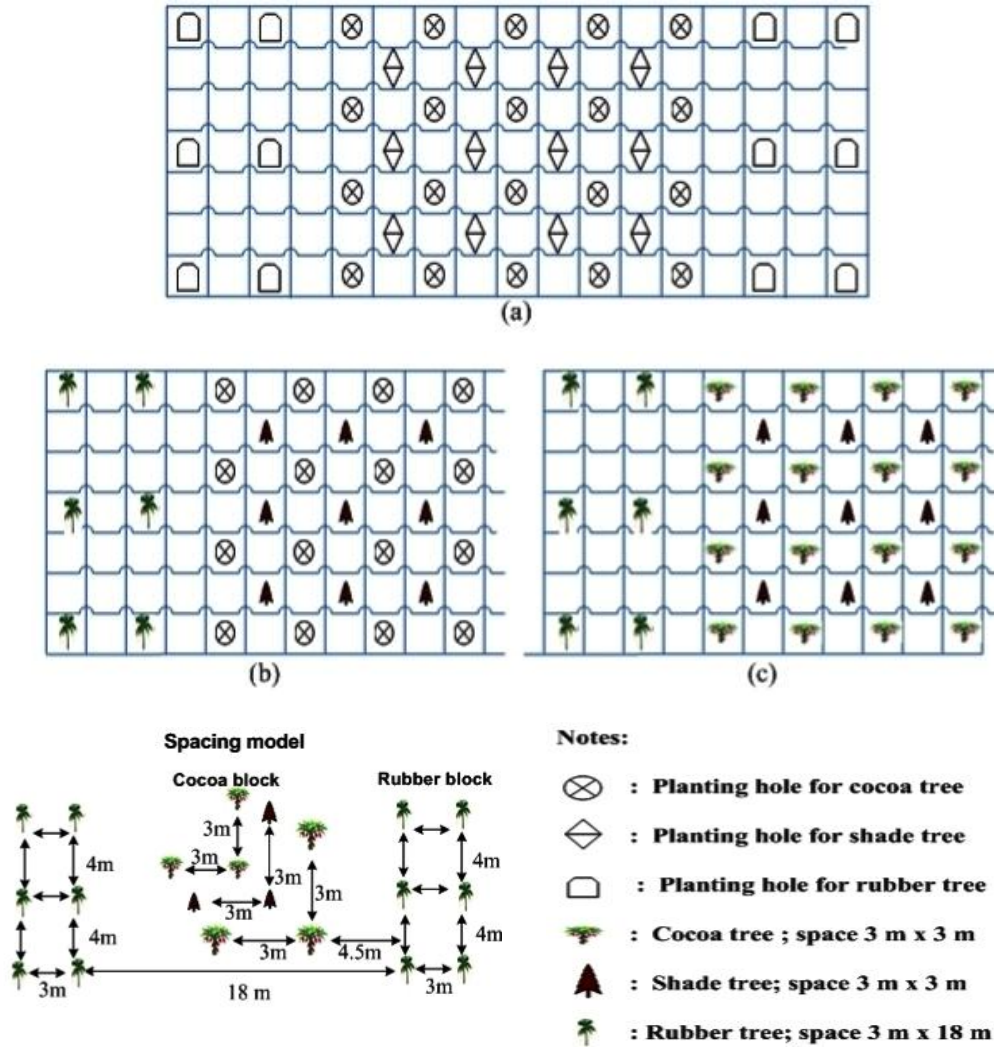 (a)
(b)
(c)
Spacing model
Cocoa block
Rubber block
3m
4m
3m
3m
3m
3m
4m
3m
4.5m
4m
3m
18 m
3m
4m
Notes:
: Planting hole for cocoa tree
: Planting hole for shade tree
: Planting hole for rubber tree
: Cocoa tree ; space 3 m x 3 m
: Shade tree; space 3 m x 3 m
: Rubber tree; space 3 m x 18 m